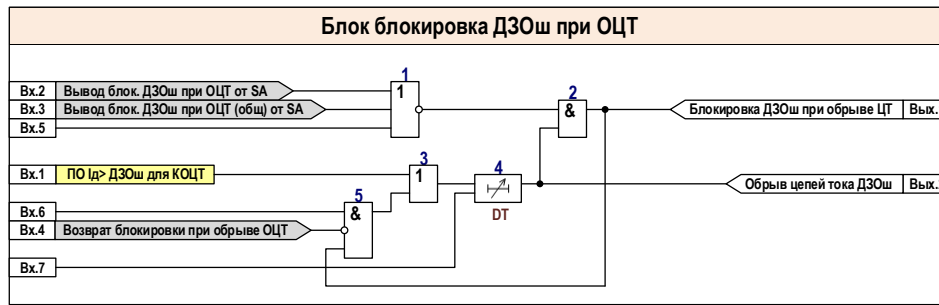 Блок блокировка ДЗОш при ОЦТ
1
Вх.2 Вывод блок. ДЗОш при ОЦТ от SA
1
2
Вх.3 Вывод блок. ДЗОш при ОЦТ (общ) от SA
& Блокировка ДЗОш при обрыве ЦТ Вых.
Вх.5
3
4
Вх.1 ПО Iд> ДЗОш для КОЦТ
1
Обрыв цепей тока ДЗОш Вых.
5
Вх.6
&
DT
Вх.4 Возврат блокировки при обрыве ОЦТ
Вх.7